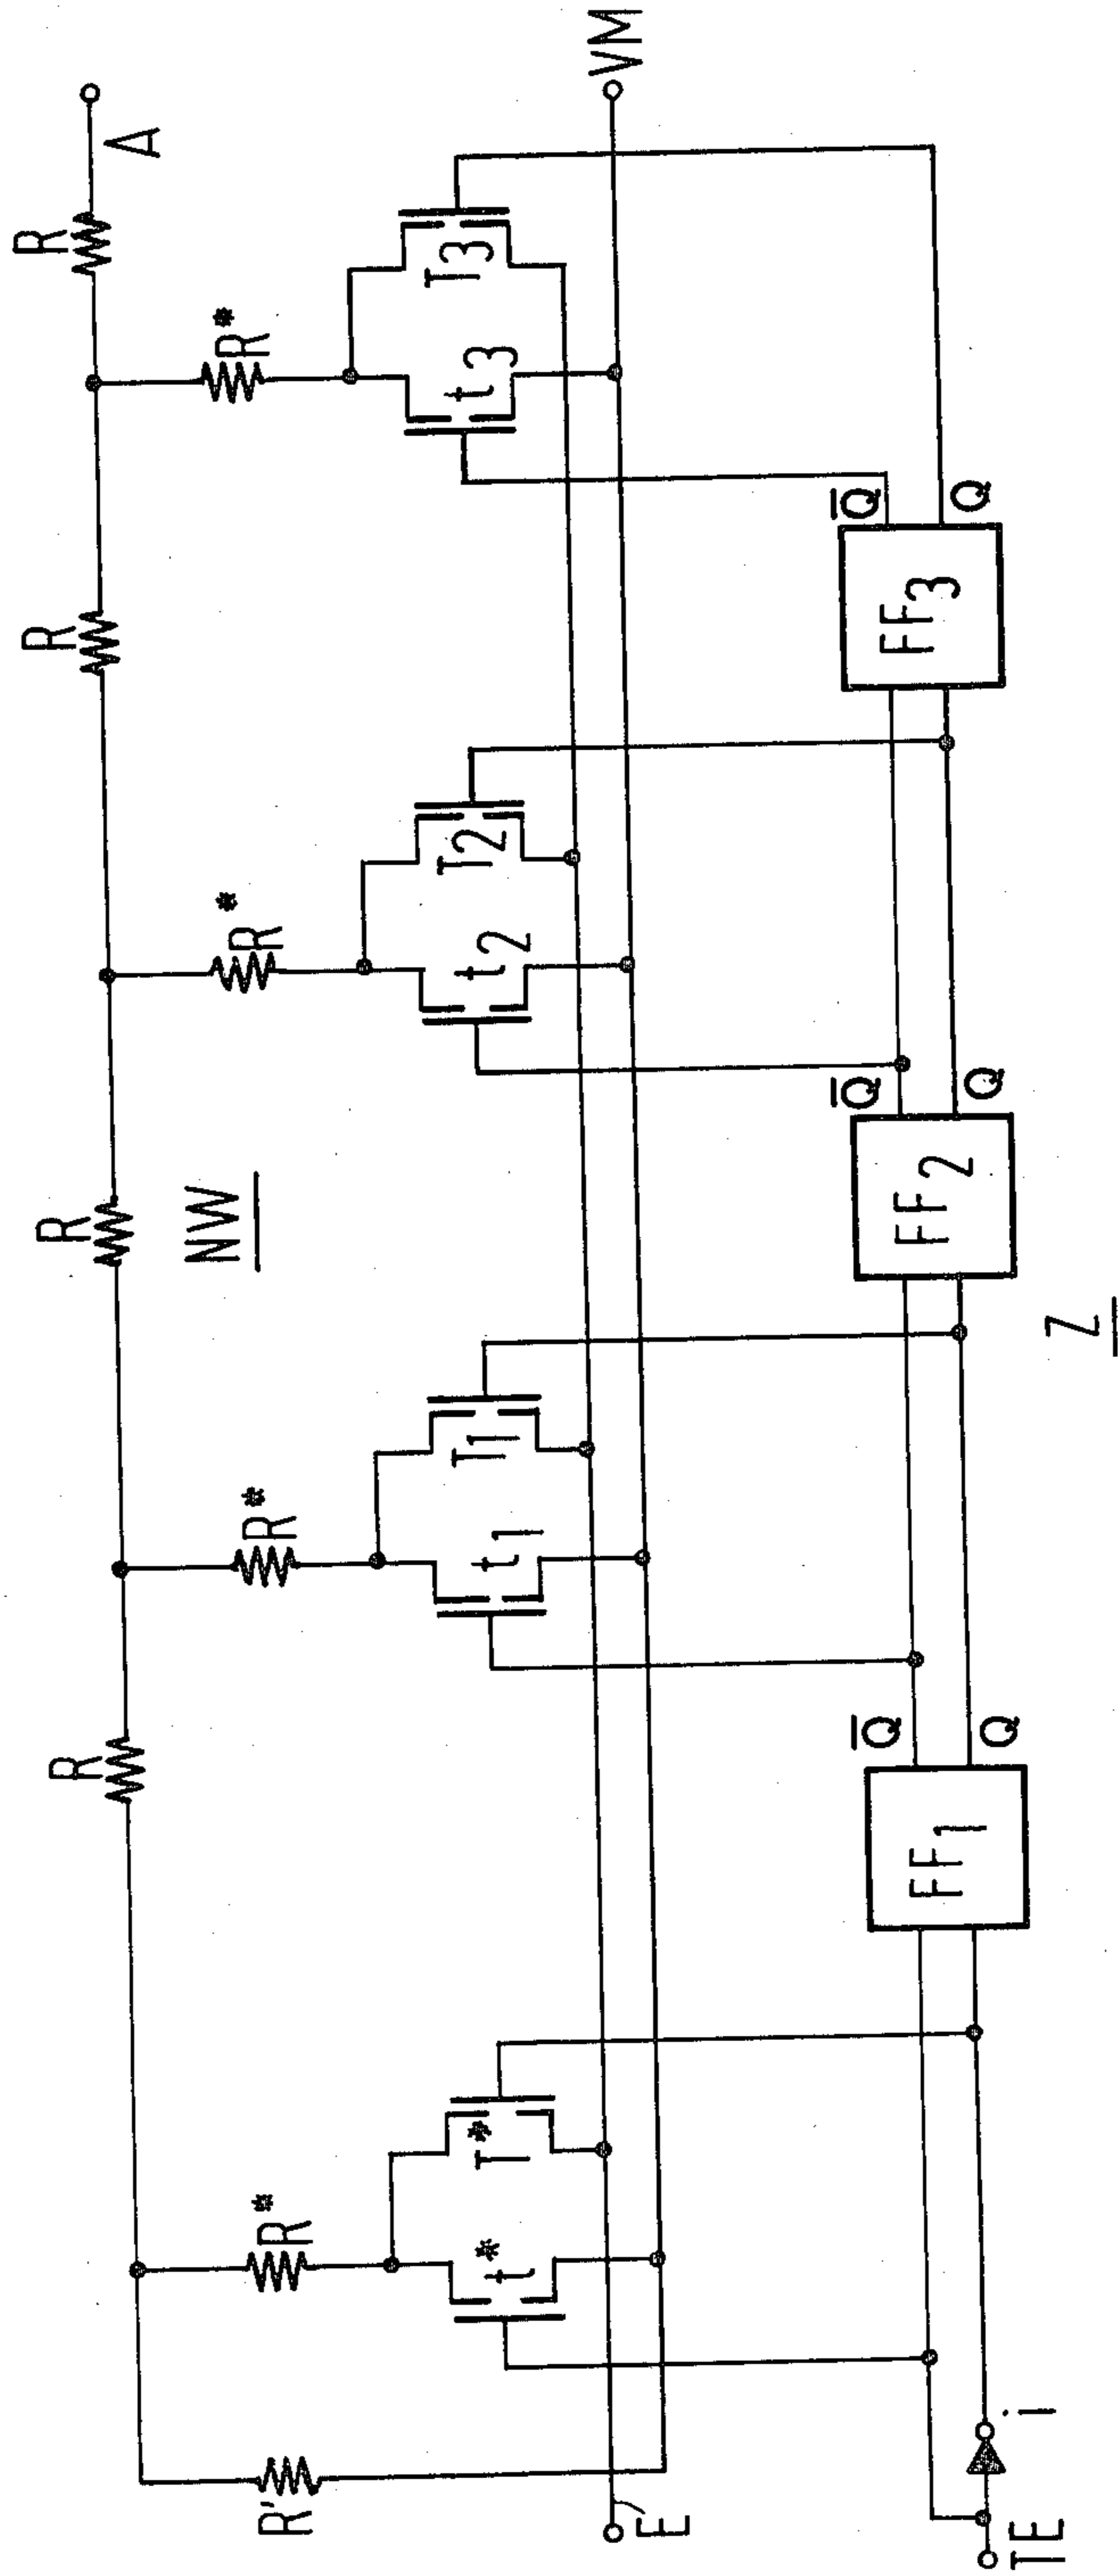 R R R R A
R' R* R* R* R*
NW
t* T* t₁ T₁ t₂ T₂ t₃ T₃
E VM
Q̅ Q̅ Q̅
FF₁ FF₂ FF₃
Q Q Q
TE i
Z